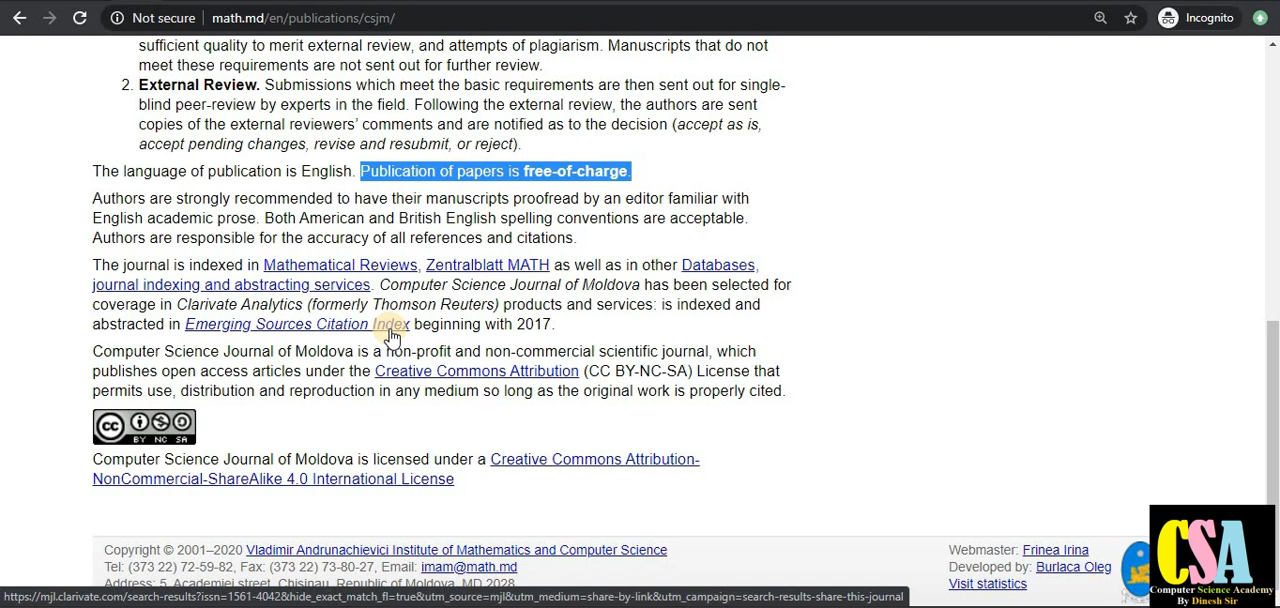 Not secure math.md/en/publications/csjm/ Incognito
sufficient quality to merit external review, and attempts of plagiarism. Manuscripts that do not
meet these requirements are not sent out for further review.
2. External Review. Submissions which meet the basic requirements are then sent out for single-
blind peer-review by experts in the field. Following the external review, the authors are sent
copies of the external reviewers' comments and are notified as to the decision (accept as is,
accept pending changes, revise and resubmit, or reject).
The language of publication is English. Publication of papers is free-of-charge.
Authors are strongly recommended to have their manuscripts proofread by an editor familiar with
English academic prose. Both American and British English spelling conventions are acceptable.
Authors are responsible for the accuracy of all references and citations.
The journal is indexed in Mathematical Reviews, Zentralblatt MATH as well as in other Databases,
journal indexing and abstracting services. Computer Science Journal of Moldova has been selected for
coverage in Clarivate Analytics (formerly Thomson Reuters) products and services: is indexed and
abstracted in Emerging Sources Citation Index beginning with 2017.
Computer Science Journal of Moldova is a non-profit and non-commercial scientific journal, which
publishes open access articles under the Creative Commons Attribution (CC BY-NC-SA) License that
permits use, distribution and reproduction in any medium so long as the original work is properly cited.
cc BY NC SA
Computer Science Journal of Moldova is licensed under a Creative Commons Attribution-
NonCommercial-ShareAlike 4.0 International License
Copyright © 2001–2020 Vladimir Andrunachievici Institute of Mathematics and Computer Science
Tel: (373 22) 72-59-82, Fax: (373 22) 73-80-27, Email: imam@math.md
Address: 5, Academiei street, Chisinau, Republic of Moldova, MD 2028
Webmaster: Frinea Irina
Developed by: Burlaca Oleg
Visit statistics
https://mjl.clarivate.com/search-results?issn=1561-4042&hide_exact_match_fl=true&utm_source=mjl&utm_medium=share-by-link&utm_campaign=search-results-share-this-journal
CSA
Computer Science Academy
By Dinesh Sir